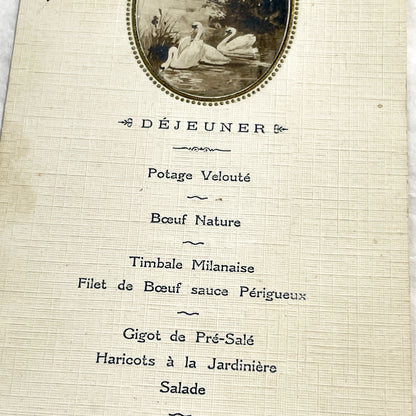 DÉJEUNER
Potage Velouté
Bœuf Nature
Timbale Milanaise
Filet de Bœuf sauce Périgueux
Gigot de Pré-Salé
Haricots à la Jardinière
Salade